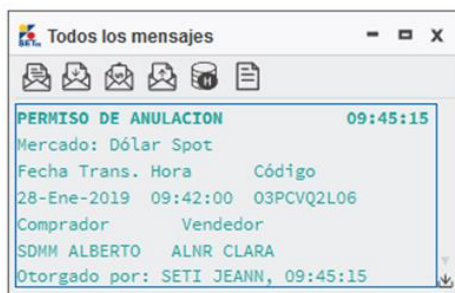 Todos los mensajes
PERMISO DE ANULACION 09:45:15
Mercado: Dólar Spot
Fecha Trans. Hora Código
28-Ene-2019 09:42:00 O3PCVQ2L06
Comprador Vendedor
SDMM ALBERTO ALNR CLARA
Otorgado por: SETI JEANN, 09:45:15